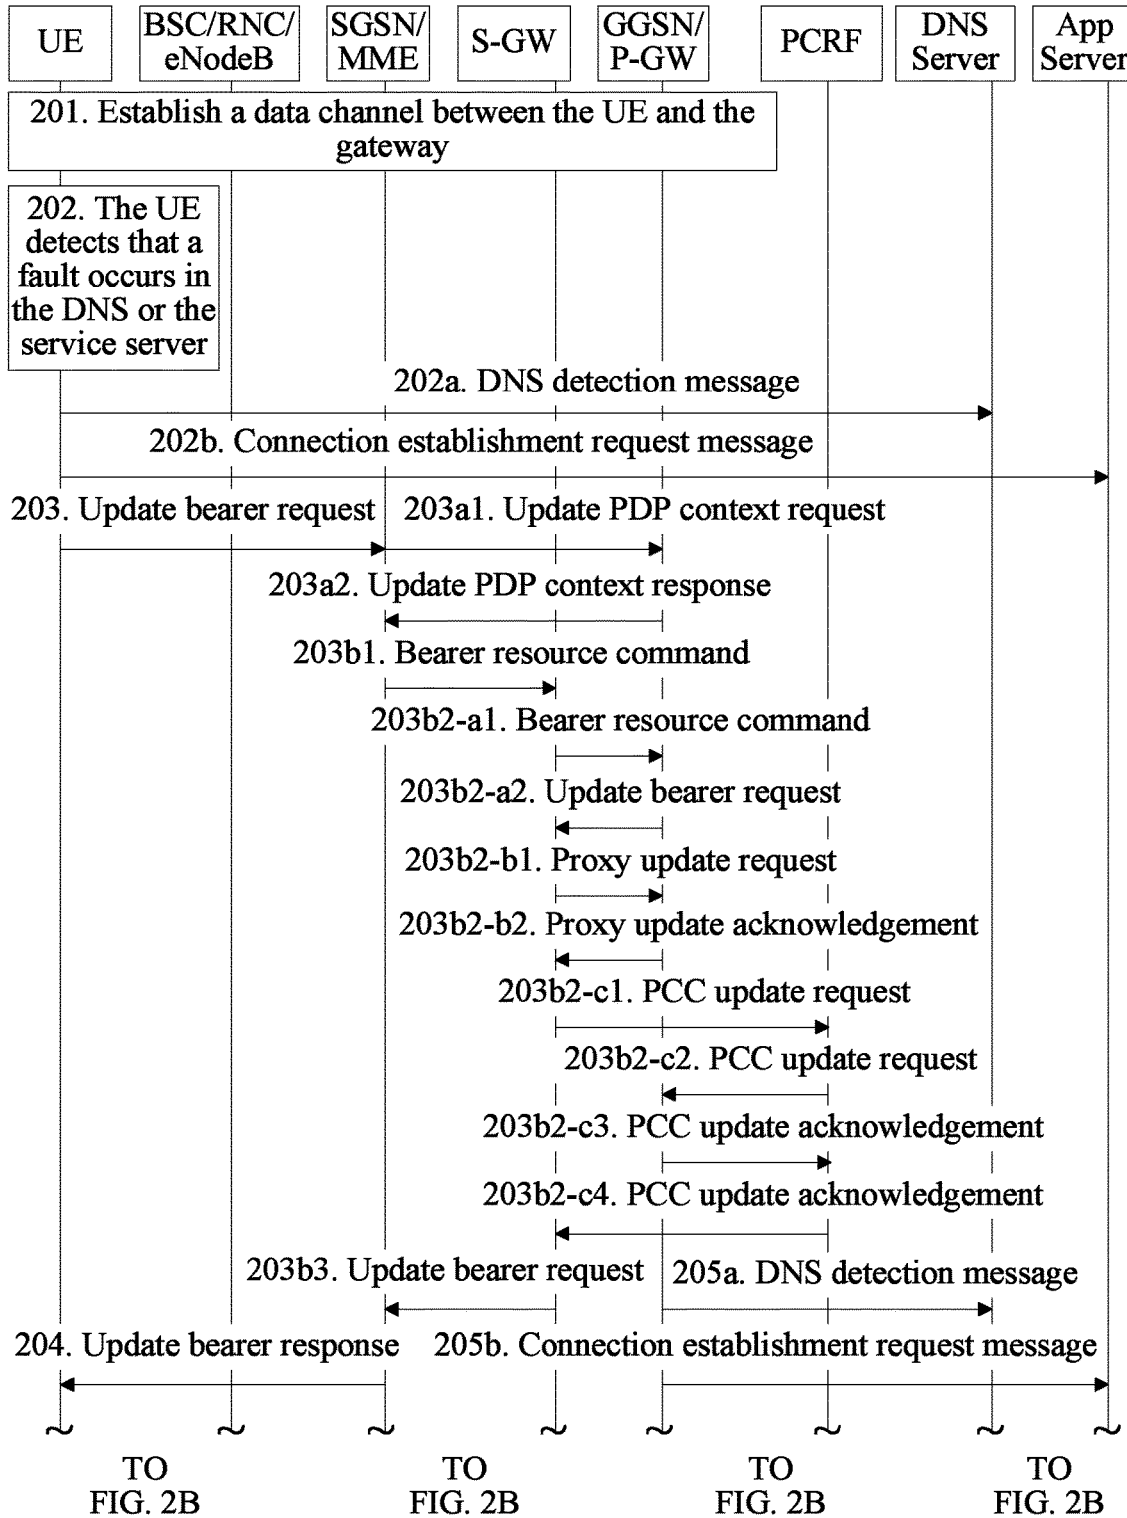 UE
BSC/RNC/
eNodeB
SGSN/
MME
S-GW
GGSN/
P-GW
PCRF
DNS
Server
App
Server
201. Establish a data channel between the UE and the
gateway
202. The UE
detects that a
fault occurs in
the DNS or the
service server
202a. DNS detection message
202b. Connection establishment request message
203. Update bearer request
203a1. Update PDP context request
203a2. Update PDP context response
203b1. Bearer resource command
203b2-a1. Bearer resource command
203b2-a2. Update bearer request
203b2-b1. Proxy update request
203b2-b2. Proxy update acknowledgement
203b2-c1. PCC update request
203b2-c2. PCC update request
203b2-c3. PCC update acknowledgement
203b2-c4. PCC update acknowledgement
203b3. Update bearer request
205a. DNS detection message
204. Update bearer response
205b. Connection establishment request message
TO
FIG. 2B
TO
FIG. 2B
TO
FIG. 2B
TO
FIG. 2B